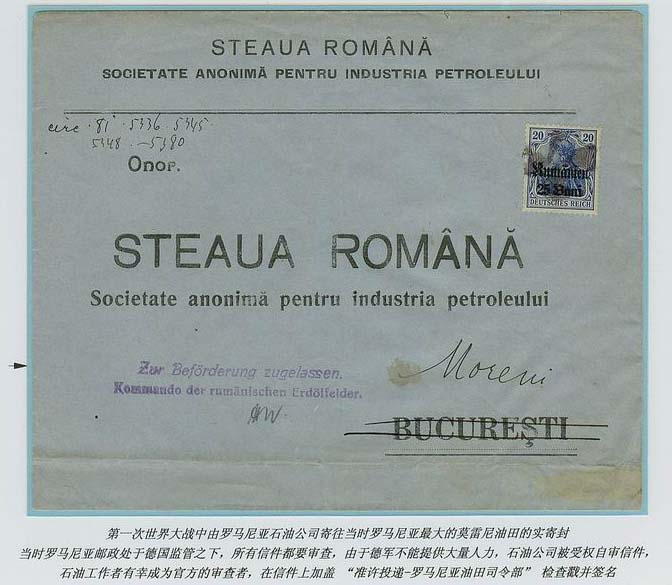 STEAUA ROMÂNĂ
SOCIETATE ANONIMĂ PENTRU INDUSTRIA PETROLEULUI
circ. 81 5336 5345
5348 - 5380
Onor.
20 20
Rumänien
25 Bani
DEUTSCHES REICH
STEAUA ROMÂNĂ
Societate anonimă pentru industria petroleului
Zur Beförderung zugelassen.
Kommando der rumänischen Erdölfelder.
Moreni
BUCUREȘTI
第一次世界大战中由罗马尼亚石油公司寄往当时罗马尼亚最大的莫雷尼油田的实寄封
当时罗马尼亚邮政处于德国监管之下，所有信件都要审查，由于德军不能提供大量人力，石油公司被受权自审信件，
石油工作者有幸成为官方的审查者，在信件上加盖 “准许投递-罗马尼亚油田司令部” 检查戳并签名